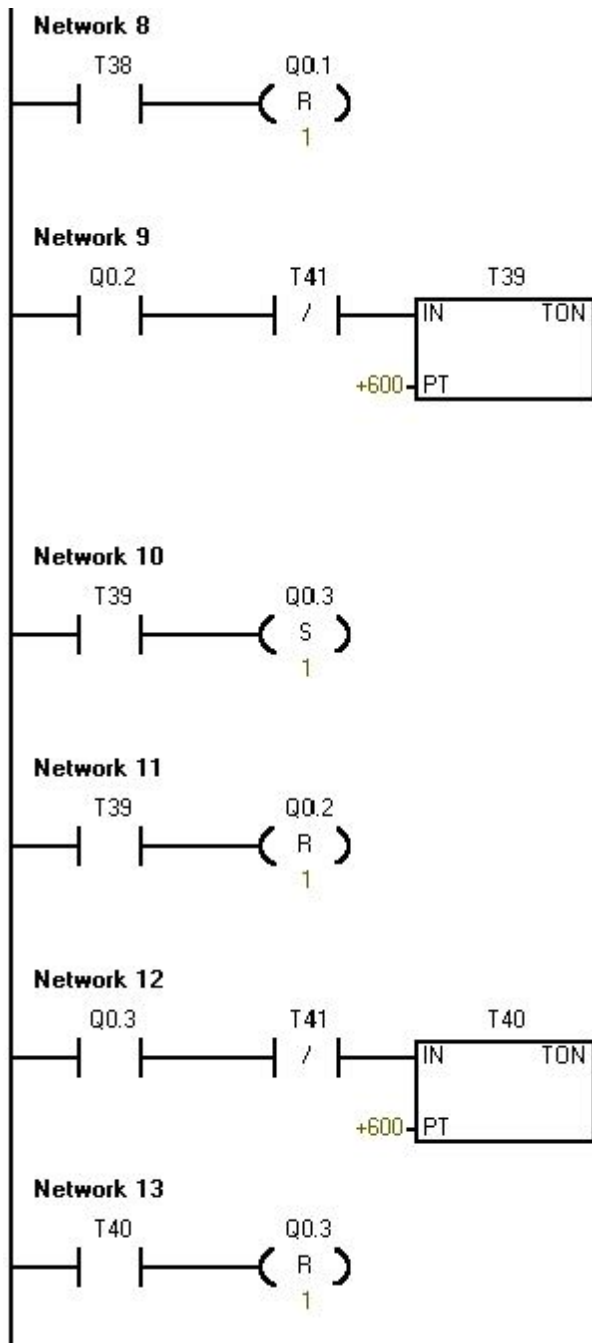 Network 8
T38 Q0.1
R
1
Network 9
Q0.2 T41 T39
/ IN TON
+600 PT
Network 10
T39 Q0.3
S
1
Network 11
T39 Q0.2
R
1
Network 12
Q0.3 T41 T40
/ IN TON
+600 PT
Network 13
T40 Q0.3
R
1